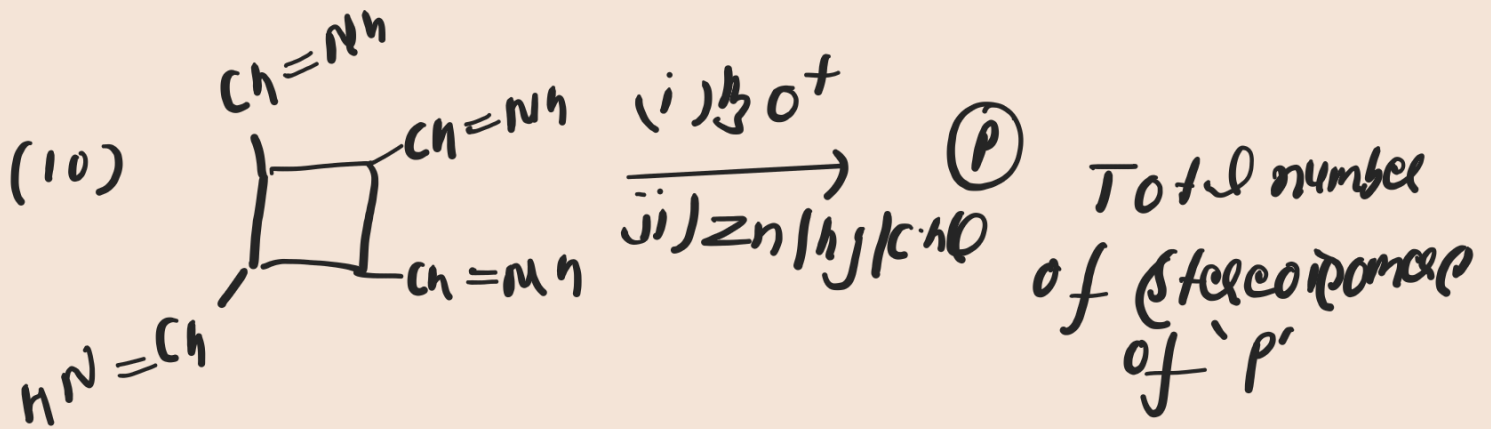 CH=NH
CH=NH
(10)
(i) H3O+
(P)
ii) Zn/Hg/C·HCl
CH=NH
HN=CH
Total number
of stereoisomers
of 'P'